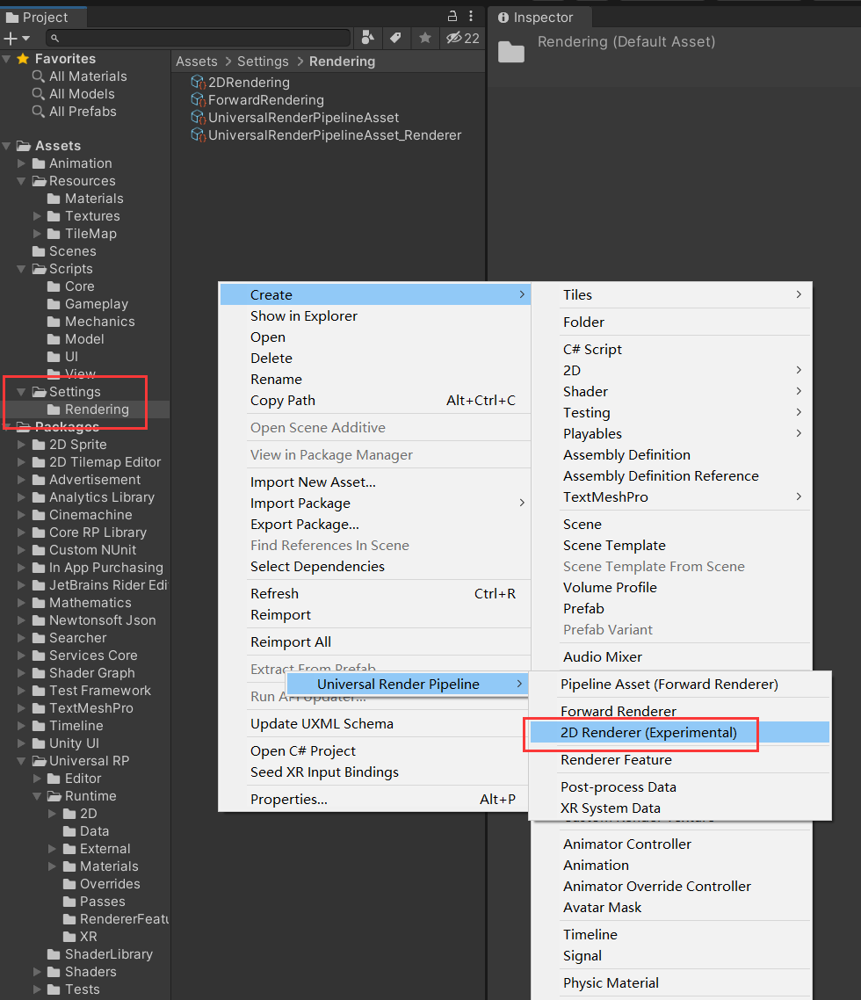 Project
Inspector
22
Rendering (Default Asset)
Favorites
All Materials
All Models
All Prefabs
Assets
Animation
Resources
Materials
Textures
TileMap
Scenes
Scripts
Core
Gameplay
Mechanics
Model
UI
View
Settings
Rendering
Packages
2D Sprite
2D Tilemap Editor
Advertisement
Analytics Library
Cinemachine
Core RP Library
Custom NUnit
In App Purchasing
JetBrains Rider Edi
Mathematics
Newtonsoft Json
Searcher
Services Core
Shader Graph
Test Framework
TextMeshPro
Timeline
Unity UI
Universal RP
Editor
Runtime
2D
Data
External
Materials
Overrides
Passes
RendererFeatu
XR
ShaderLibrary
Shaders
Tests
Assets > Settings > Rendering
2DRendering
ForwardRendering
UniversalRenderPipelineAsset
UniversalRenderPipelineAsset_Renderer
Create
Show in Explorer
Open
Delete
Rename
Copy Path Alt+Ctrl+C
Open Scene Additive
View in Package Manager
Import New Asset...
Import Package
Export Package...
Find References In Scene
Select Dependencies
Refresh Ctrl+R
Reimport
Reimport All
Extract From Prefab
Universal Render Pipeline
Run API Updater...
Update UXML Schema
Open C# Project
Seed XR Input Bindings
Properties... Alt+P
Tiles
Folder
C# Script
2D
Shader
Testing
Playables
Assembly Definition
Assembly Definition Reference
TextMeshPro
Scene
Scene Template
Scene Template From Scene
Volume Profile
Prefab
Prefab Variant
Audio Mixer
Pipeline Asset (Forward Renderer)
Forward Renderer
2D Renderer (Experimental)
Renderer Feature
Post-process Data
XR System Data
Custom Render Texture
Animator Controller
Animation
Animator Override Controller
Avatar Mask
Timeline
Signal
Physic Material